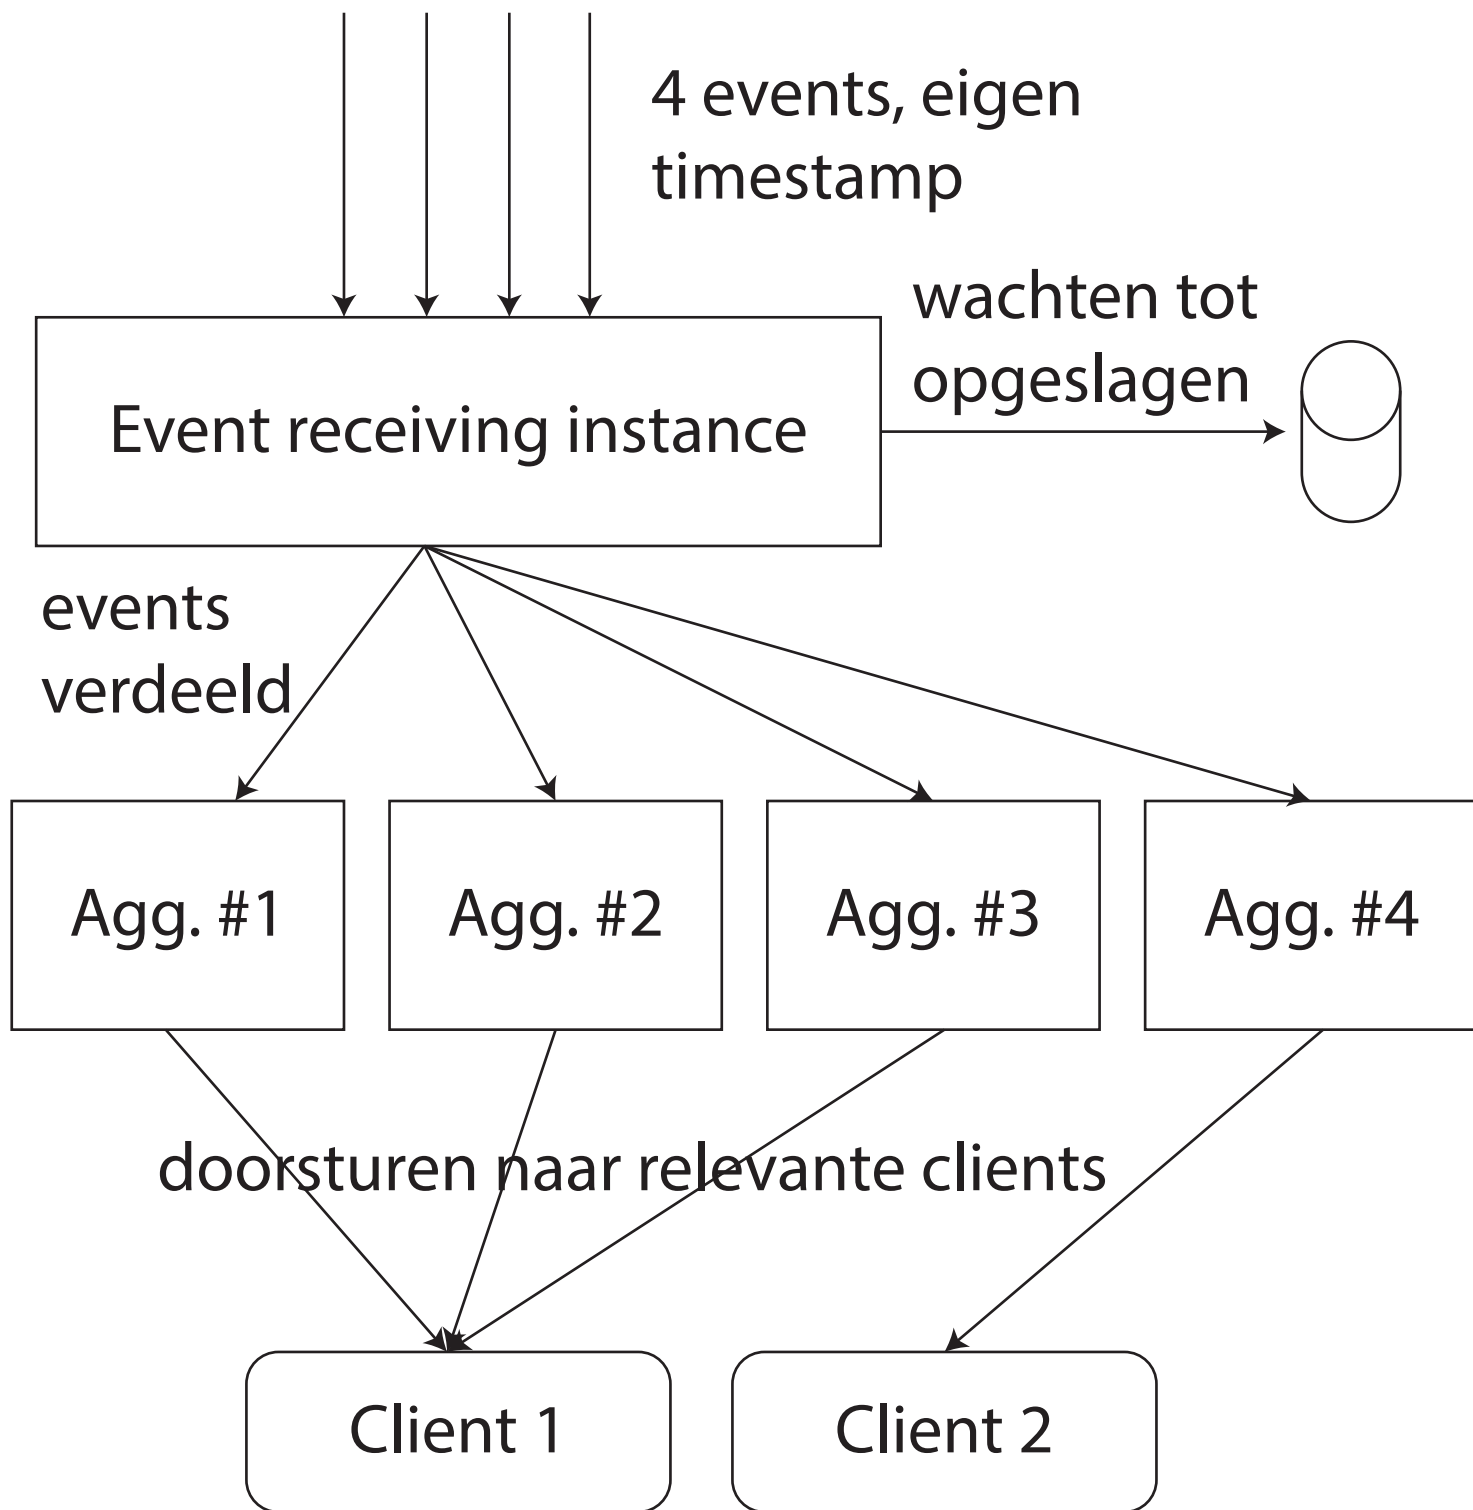 4 events, eigen
timestamp
wachten tot
opgeslagen
Event receiving instance
events
verdeeld
Agg. #1
Agg. #2
Agg. #3
Agg. #4
doorsturen naar relevante clients
Client 1
Client 2